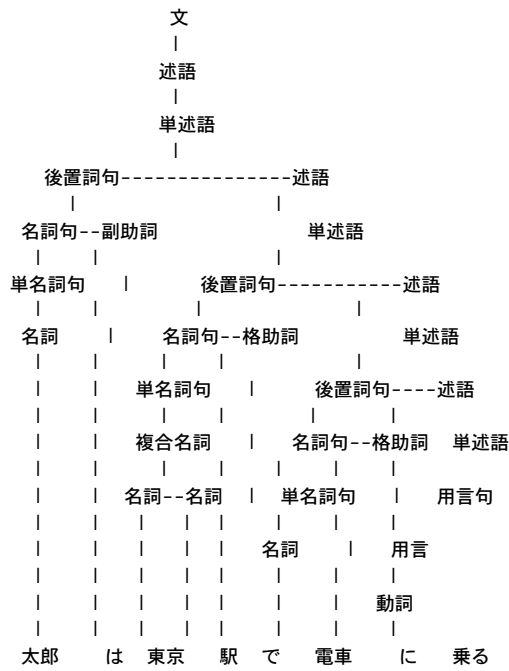 文
述語
単述語
後置詞句---------------述語
名詞句--副助詞 単述語
単名詞句 後置詞句-----------述語
名詞 名詞句--格助詞 単述語
単名詞句 後置詞句----述語
複合名詞 名詞句--格助詞 単述語
名詞--名詞 単名詞句 用言句
名詞 用言
動詞
太郎 は 東京 駅 で 電車 に 乗る